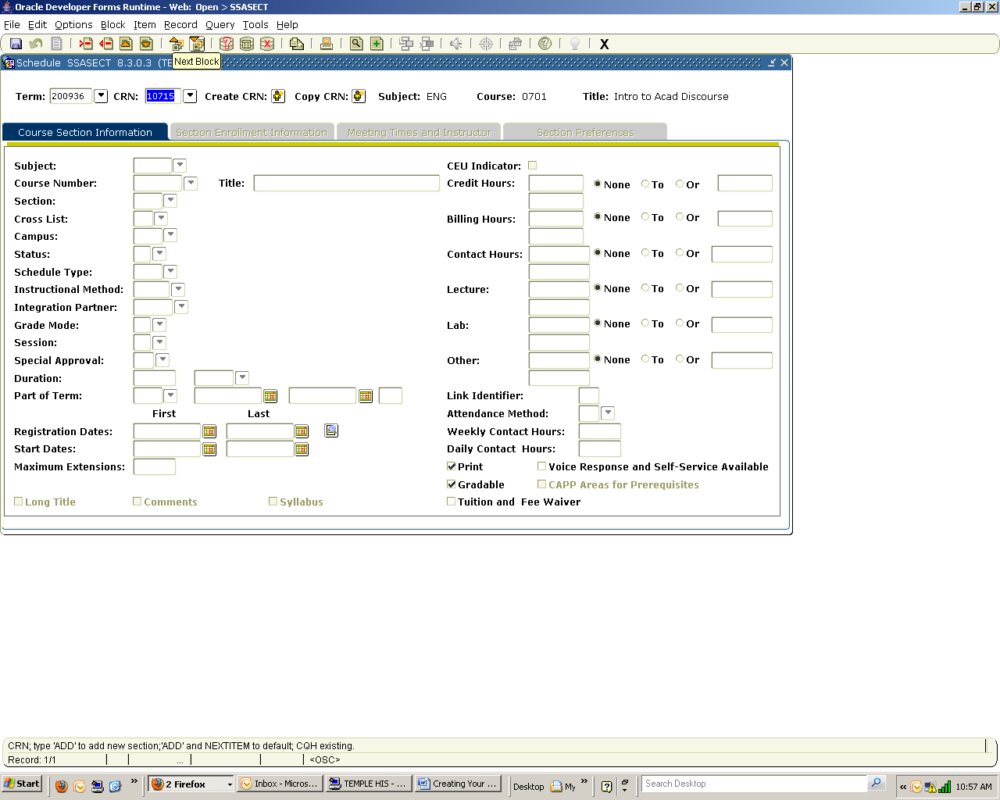 Oracle Developer Forms Runtime - Web: Open > SSASECT
File Edit Options Block Item Record Query Tools Help
X
Next Block
Schedule SSASECT 8.3.0.3 (TE
Term: 200936 CRN: 10715 Create CRN: Copy CRN: Subject: ENG Course: 0701 Title: Intro to Acad Discourse
Course Section Information Section Enrollment Information Meeting Times and Instructor Section Preferences
Subject: CEU Indicator:
Course Number: Title: Credit Hours: None To Or
Section:
Cross List: Billing Hours: None To Or
Campus:
Status: Contact Hours: None To Or
Schedule Type:
Instructional Method: Lecture: None To Or
Integration Partner:
Grade Mode: Lab: None To Or
Session:
Special Approval: Other: None To Or
Duration:
Part of Term: Link Identifier:
First Last Attendance Method:
Registration Dates: Weekly Contact Hours:
Start Dates: Daily Contact Hours:
Maximum Extensions: Print Voice Response and Self-Service Available
Gradable CAPP Areas for Prerequisites
Long Title Comments Syllabus Tuition and Fee Waiver
CRN; type 'ADD' to add new section;'ADD' and NEXTITEM to default; CQH existing.
Record: 1/1 ... <OSC>
Start » 2 Firefox Inbox - Micros... TEMPLE HIS - ... Creating Your ... Desktop My » Search Desktop « 10:57 AM